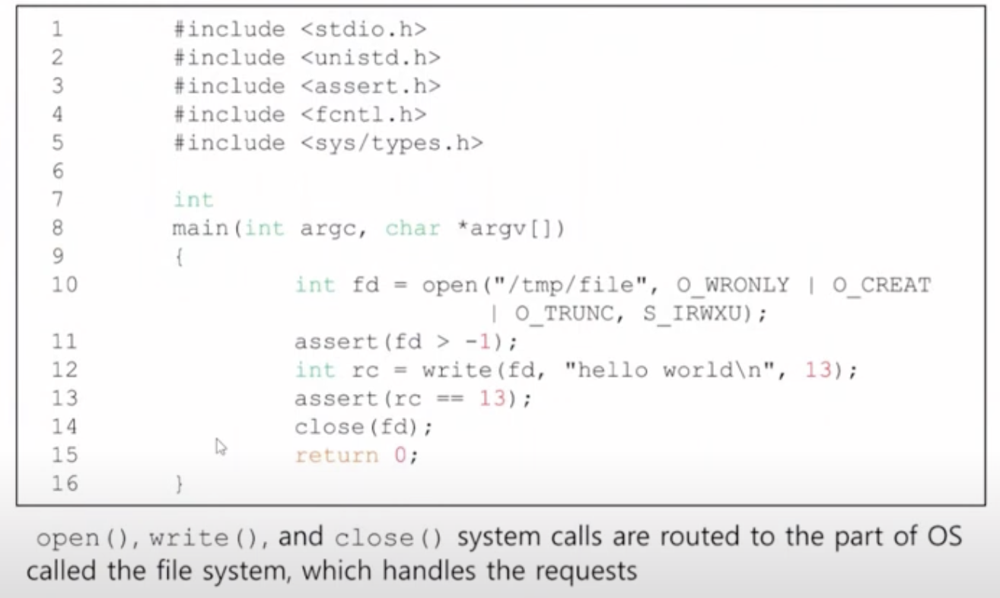 1 #include <stdio.h>
2 #include <unistd.h>
3 #include <assert.h>
4 #include <fcntl.h>
5 #include <sys/types.h>
6
7 int
8 main(int argc, char *argv[])
9 {
10 int fd = open("/tmp/file", O_WRONLY | O_CREAT
| O_TRUNC, S_IRWXU);
11 assert(fd > -1);
12 int rc = write(fd, "hello world\n", 13);
13 assert(rc == 13);
14 close(fd);
15 return 0;
16 }
open(), write(), and close() system calls are routed to the part of OS
called the file system, which handles the requests